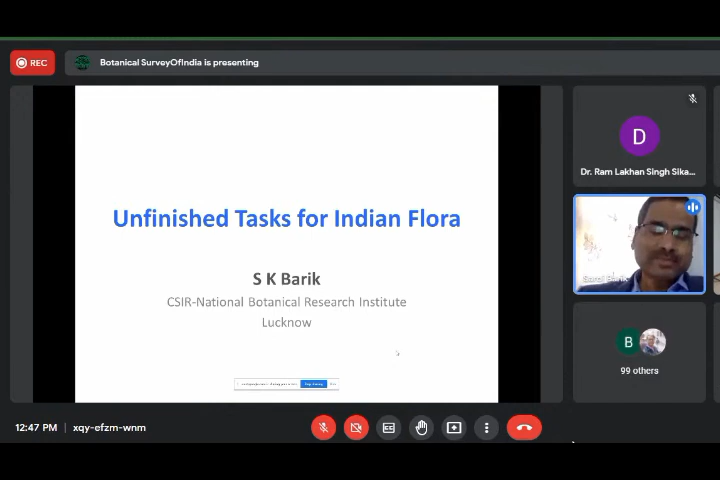 REC
Botanical SurveyOfIndia is presenting
D
Dr. Ram Lakhan Singh Sika...
Unfinished Tasks for Indian Flora
S K Barik
CSIR-National Botanical Research Institute
Lucknow
B
99 others
12:47 PM | xqy-efzm-wnm